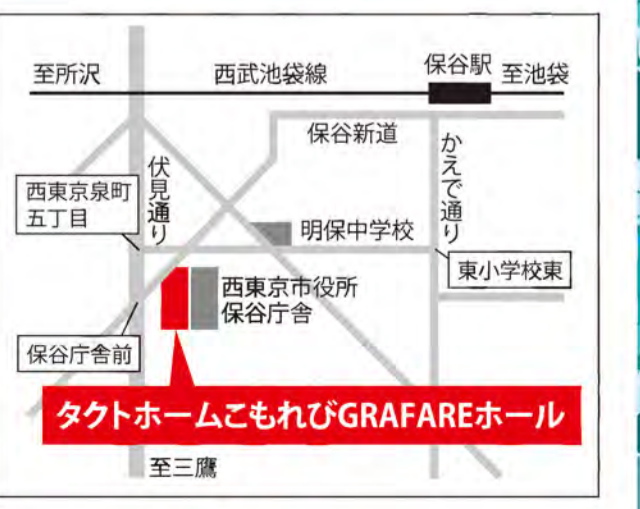 至所沢
西武池袋線
保谷駅
至池袋
保谷新道
かえで通り
伏見通り
西東京泉町
五丁目
明保中学校
東小学校東
西東京市役所
保谷庁舎
保谷庁舎前
タクトホームこもれびGRAFAREホール
至三鷹